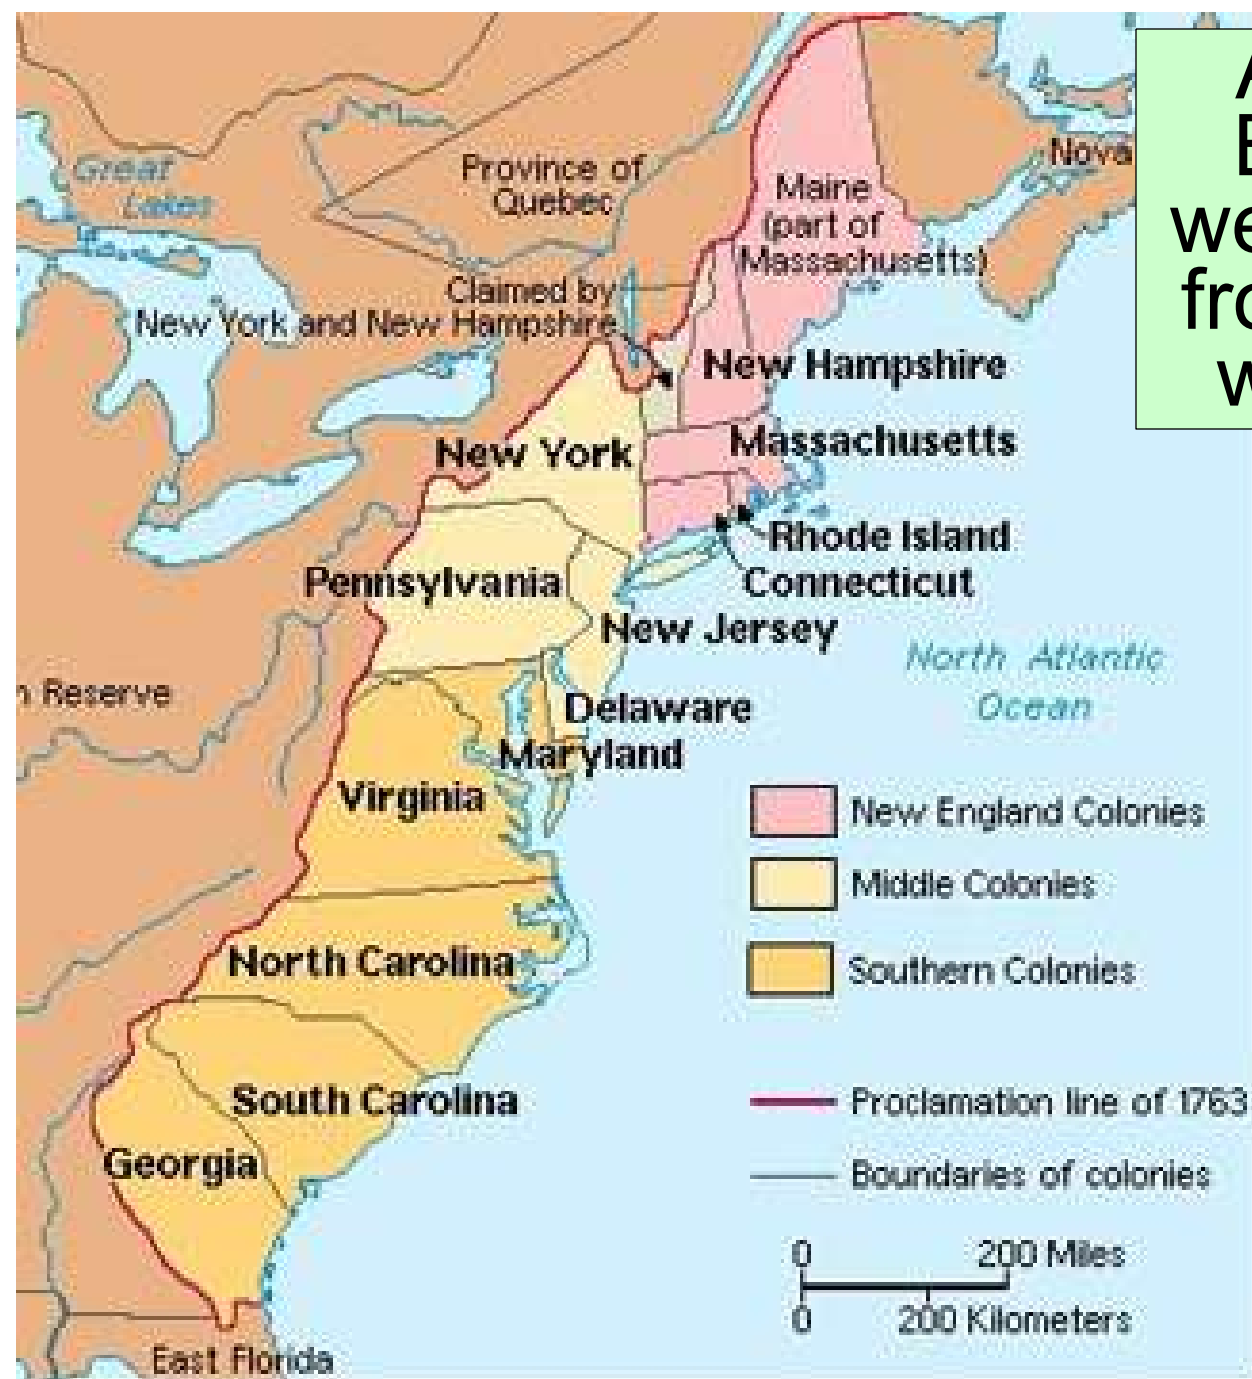 Great
Lakes
Province of
Quebec
Nova
Maine
(part of
Massachusetts)
Claimed by
New York and New Hampshire
New Hampshire
Massachusetts
New York
Rhode Island
Connecticut
Pennsylvania
New Jersey
North Atlantic
Ocean
Reserve
Delaware
Maryland
Virginia
New England Colonies
Middle Colonies
Southern Colonies
North Carolina
South Carolina
Georgia
Proclamation line of 1763
Boundaries of colonies
0 200 Miles
0 200 Kilometers
East Florida